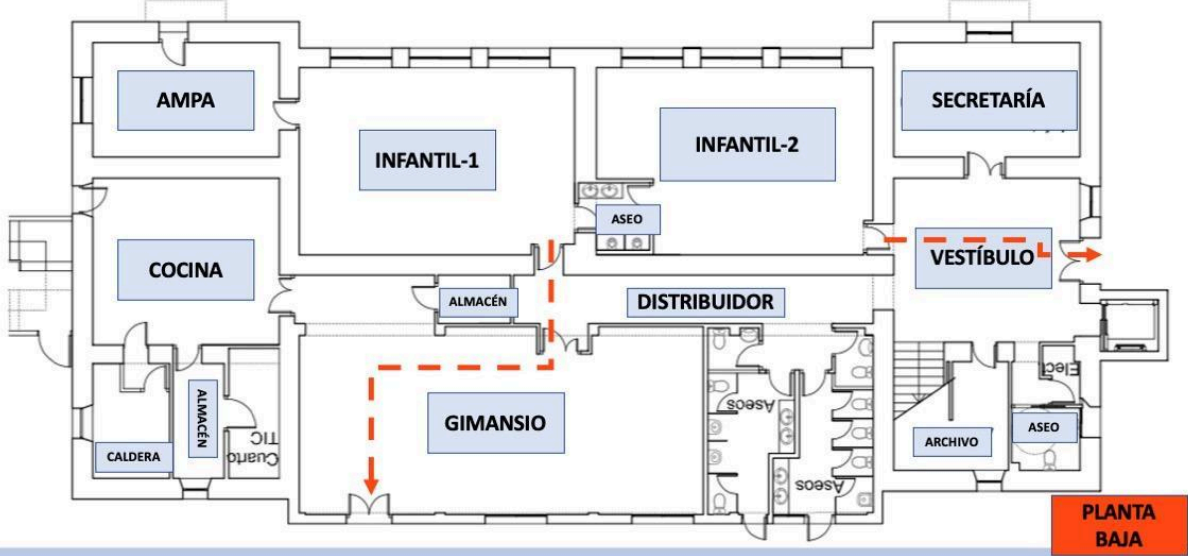 AMPA
SECRETARÍA
INFANTIL-1
INFANTIL-2
ASEO
COCINA
VESTÍBULO
ALMACÉN
DISTRIBUIDOR
Elect
ALMACÉN
Aseos
GIMANSIO
ASEO
ARCHIVO
CALDERA
Cuarto
TIC
Aseos
PLANTA
BAJA